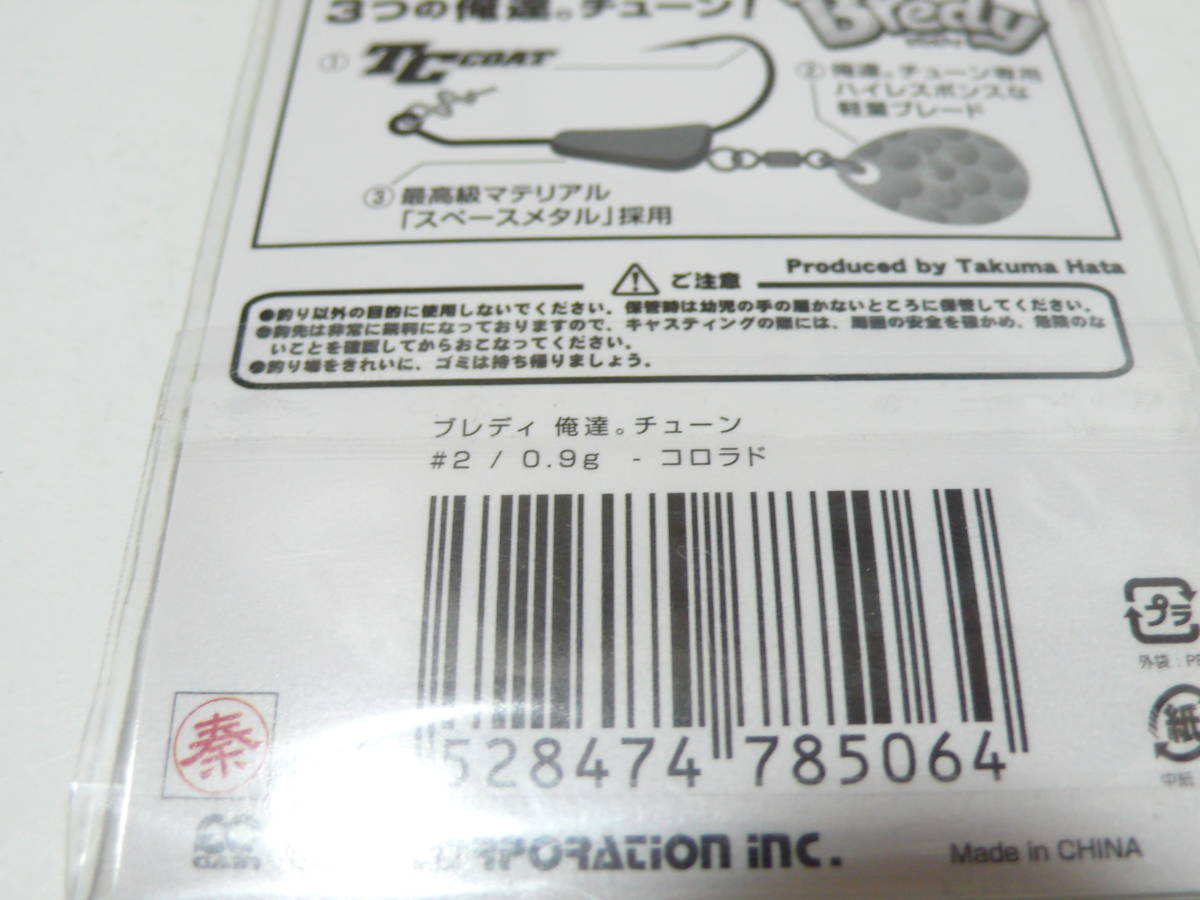 3つの俺達。チューン!
Bredy
① TC COAT
② 俺達。チューン専用
ハイレスポンスな
軽量ブレード
③ 最高級マテリアル
「スペースメタル」採用
Produced by Takuma Hata
ご注意
●釣り以外の目的に使用しないでください。保管時は幼児の手の届かないところに保管してください。
●鈎先は非常に鋭利になっておりますので、キャスティングの際には、周囲の安全を確かめ、危険のな
いことを確認してからおこなってください。
●釣り場をきれいに、ゴミは持ち帰りましょう。
ブレディ 俺達。チューン
#2 / 0.9g - コロラド
528474 785064
プラ
外袋:P
紙
中紙
秦
CORPORATION INC.
Made in CHINA